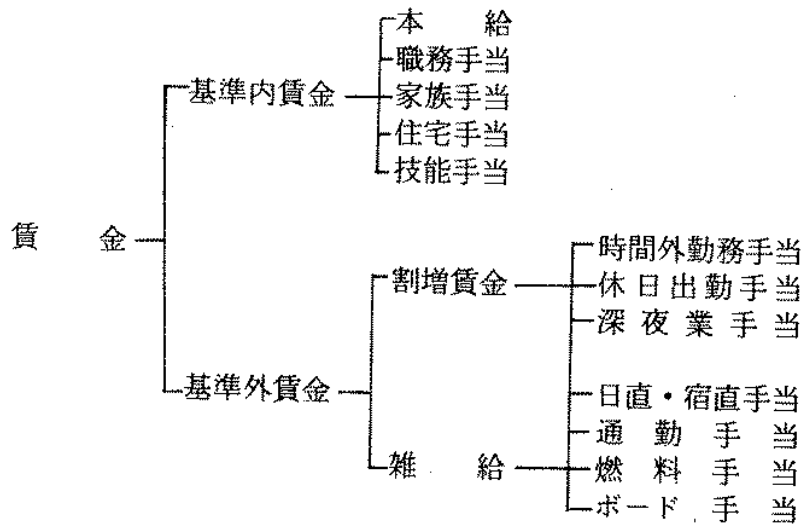 本給
職務手当
基準内賃金
家族手当
住宅手当
技能手当
賃金
時間外勤務手当
割増賃金
休日出勤手当
深夜業手当
基準外賃金
日直・宿直手当
通勤手当
雑給
燃料手当
ボード手当